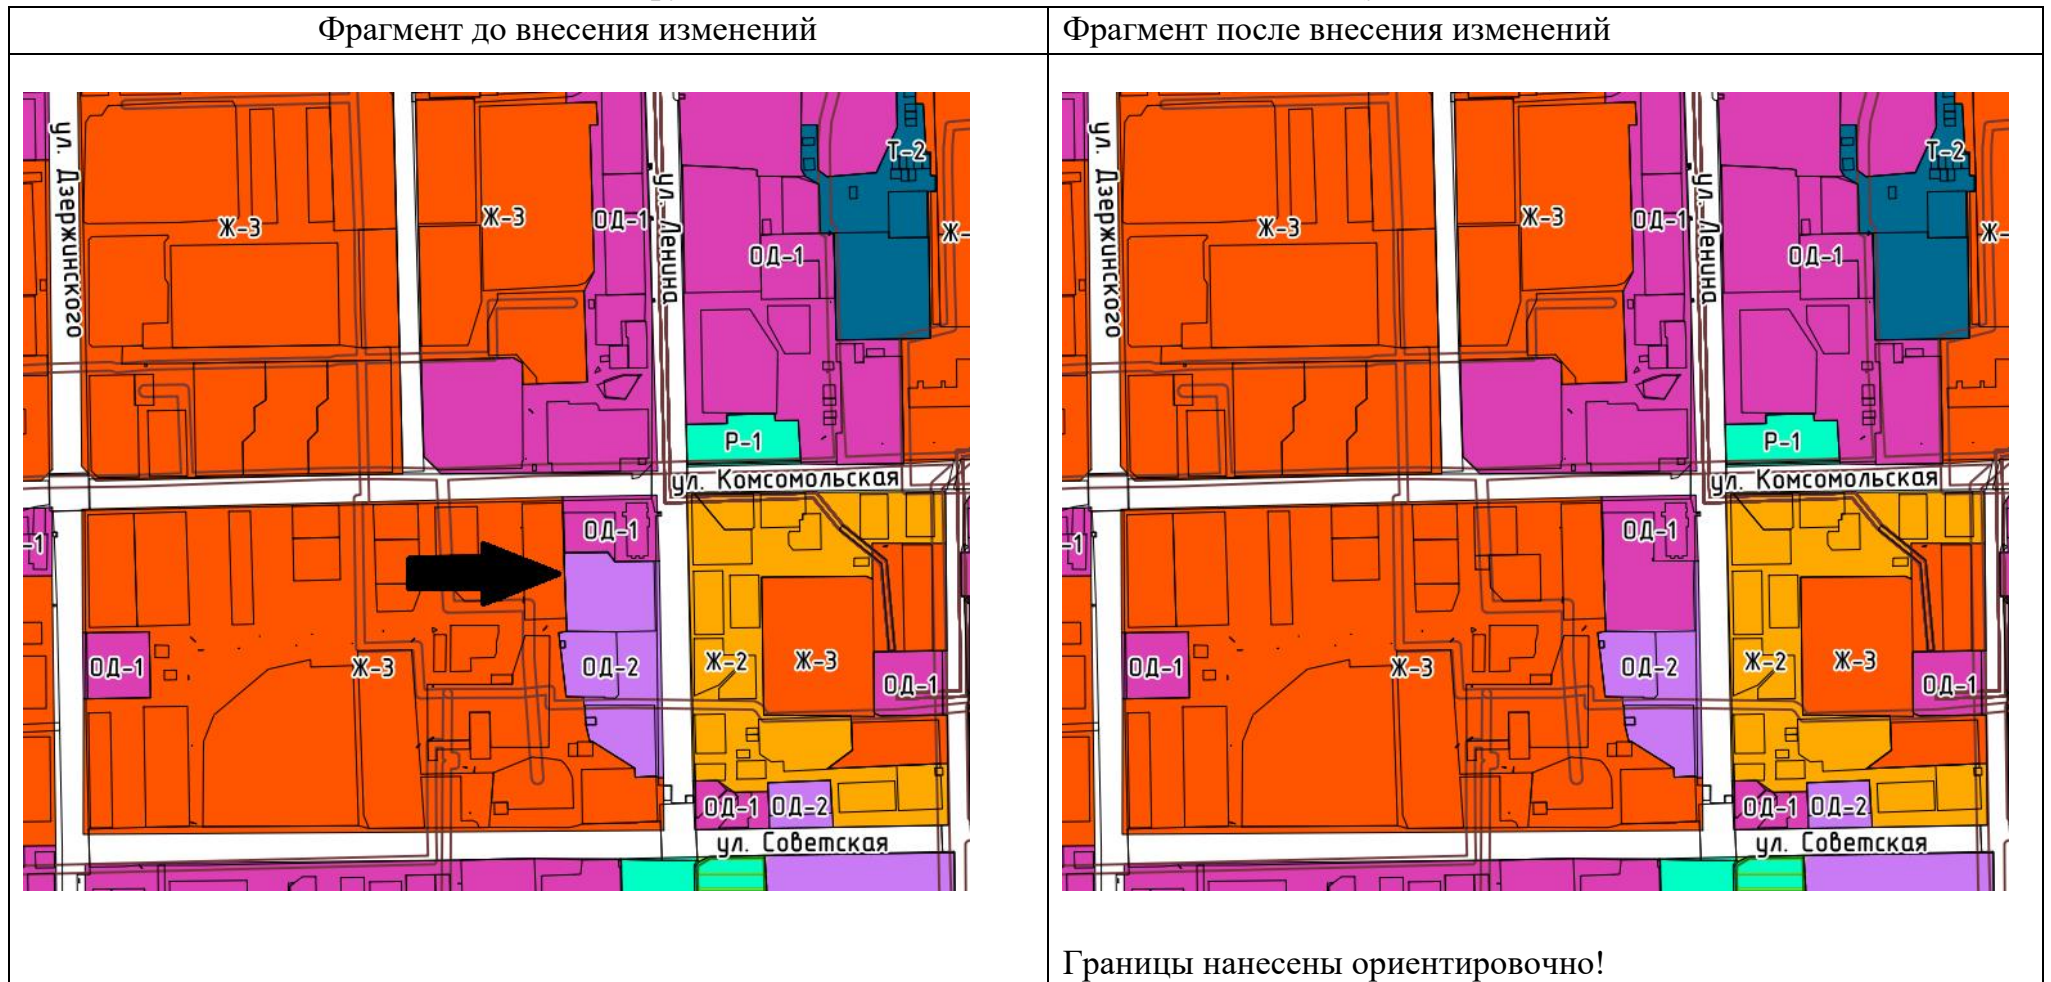 Фрагмент до внесения изменений
Фрагмент после внесения изменений
ул. Дзержинского
Ж-3
Ж-3
ОД-1
ул. Ленина
Т-2
ОД-1
Ж-
Р-1
ул. Комсомольская
-1
ОД-1
ОД-1
Ж-3
ОД-2
Ж-2
Ж-3
ОД-1
ОД-1
ОД-2
ул. Советская
ул. Дзержинского
Ж-3
Ж-3
ОД-1
ул. Ленина
Т-2
ОД-1
Ж-
Р-1
ул. Комсомольская
-1
ОД-1
ОД-1
Ж-3
ОД-2
Ж-2
Ж-3
ОД-1
ОД-1
ОД-2
ул. Советская
Границы нанесены ориентировочно!